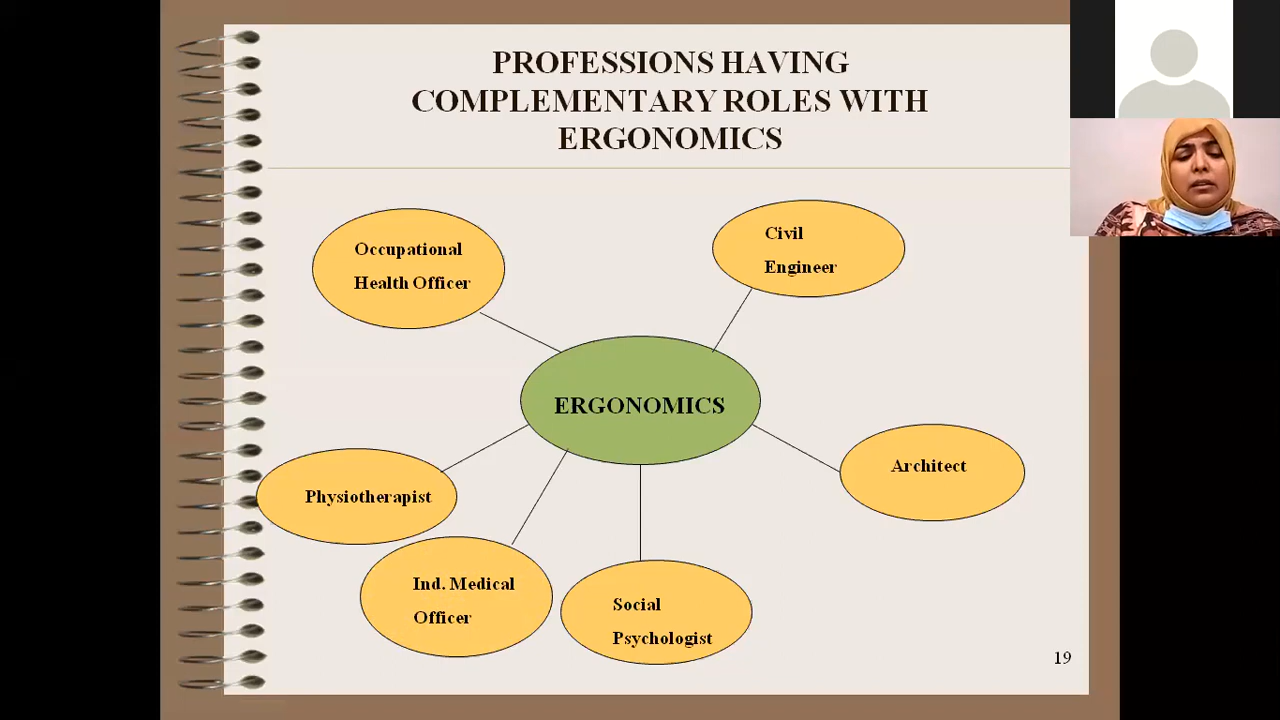 PROFESSIONS HAVING
COMPLEMENTARY ROLES WITH
ERGONOMICS
Occupational
Health Officer
Civil
Engineer
ERGONOMICS
Architect
Physiotherapist
Ind. Medical
Officer
Social
Psychologist
19